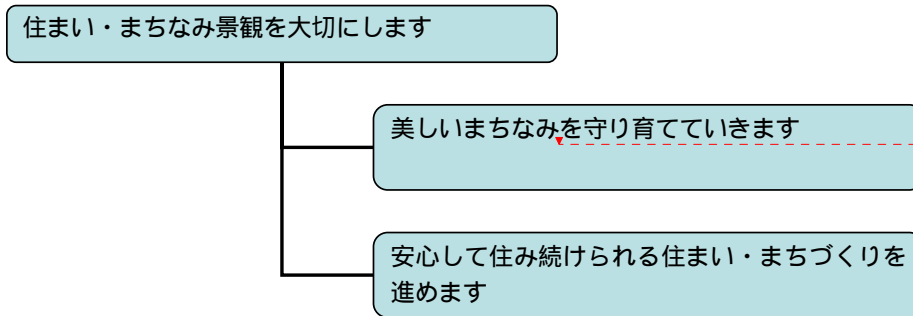 住まい・まちなみ景観を大切にします
美しいまちなみを守り育てていきます
安心して住み続けられる住まい・まちづくりを
進めます